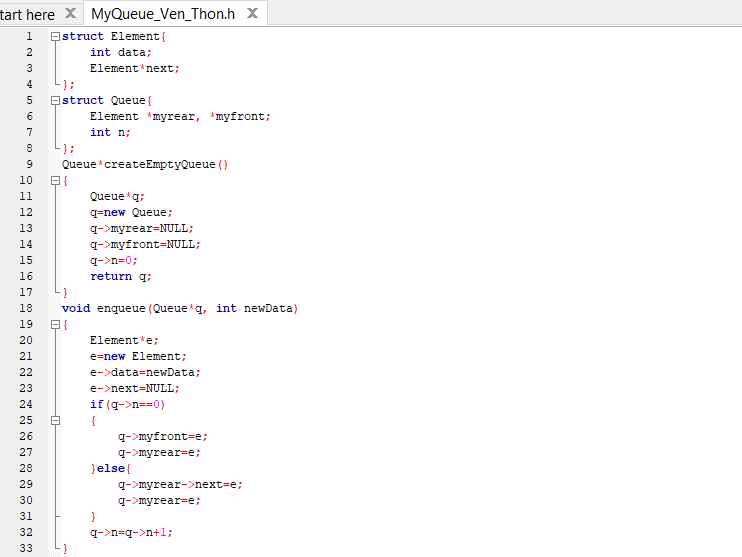 tart here X MyQueue_Ven_Thon.h X
1 struct Element{
2 int data;
3 Element*next;
4 };
5 struct Queue{
6 Element *myrear, *myfront;
7 int n;
8 };
9 Queue*createEmptyQueue()
10 {
11 Queue*q;
12 q=new Queue;
13 q->myrear=NULL;
14 q->myfront=NULL;
15 q->n=0;
16 return q;
17 }
18 void enqueue(Queue*q, int newData)
19 {
20 Element*e;
21 e=new Element;
22 e->data=newData;
23 e->next=NULL;
24 if(q->n==0)
25 {
26 q->myfront=e;
27 q->myrear=e;
28 }else{
29 q->myrear->next=e;
30 q->myrear=e;
31 }
32 q->n=q->n+1;
33 }